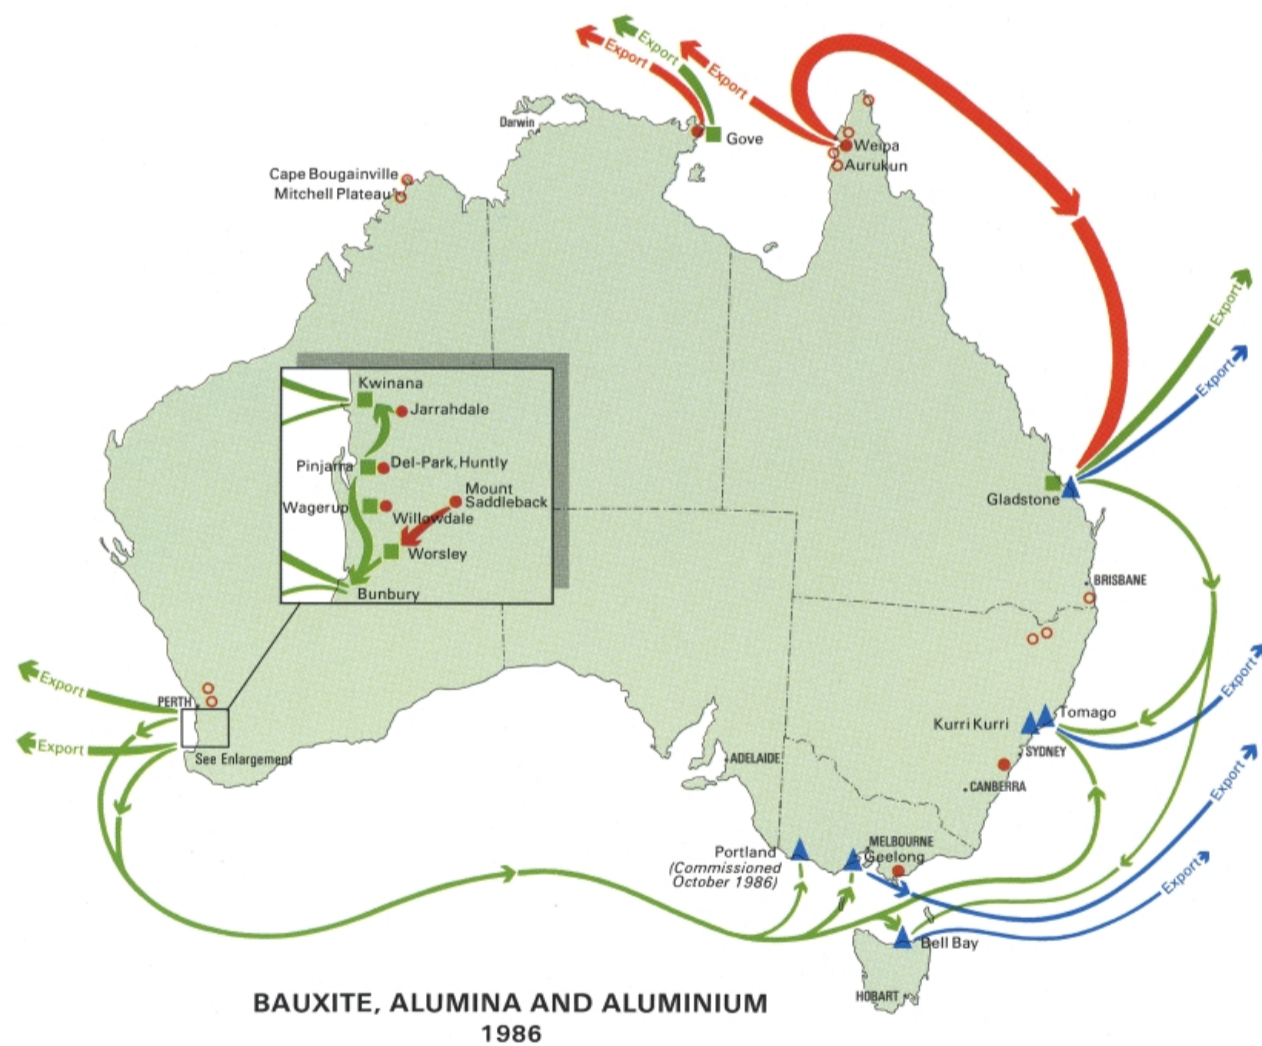 Export
Export
Export
Darwin
Gove
Weipa
Aurukun
Cape Bougainville
Mitchell Plateau
Export
Export
Kwinana
Jarrahdale
Pinjarra
Del-Park, Huntly
Mount
Saddleback
Wagerup
Willowdale
Worsley
Bunbury
Gladstone
BRISBANE
Export
PERTH
Export
See Enlargement
Export
Kurri Kurri
Tomago
SYDNEY
ADELAIDE
CANBERRA
Export
MELBOURNE
Geelong
Portland
(Commissioned
October 1986)
Export
Bell Bay
HOBART
BAUXITE, ALUMINA AND ALUMINIUM
1986